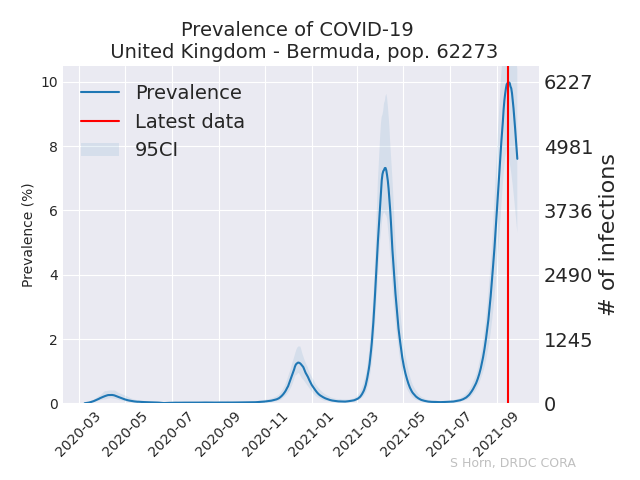 Prevalence of COVID-19
United Kingdom - Bermuda, pop. 62273
Prevalence
Latest data
95CI
Prevalence (%)
10
8
6
4
2
0
6227
4981
3736
2490
1245
0
# of infections
2020-03
2020-05
2020-07
2020-09
2020-11
2021-01
2021-03
2021-05
2021-07
2021-09
S Horn, DRDC CORA